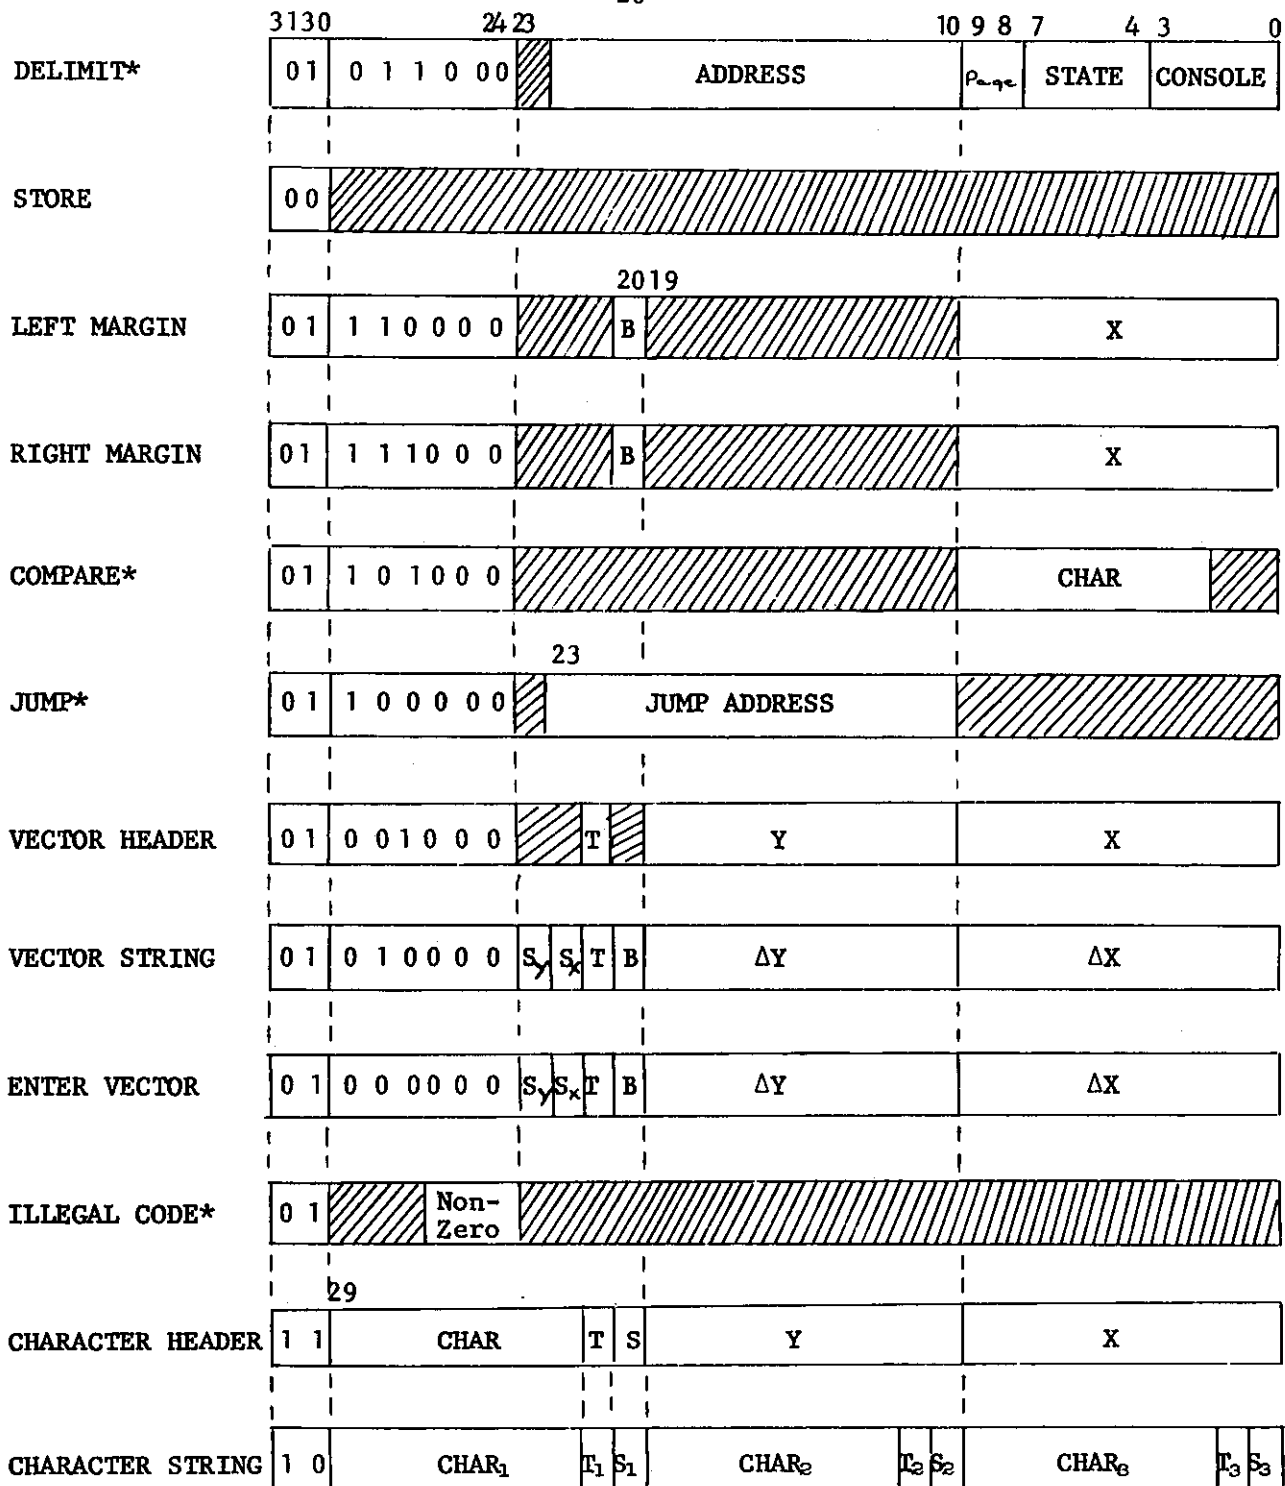 3130 24 23 10 9 8 7 4 3 0
DELIMIT* 01 0 1 1 0 00 ADDRESS Page STATE CONSOLE
STORE 00
2019
LEFT MARGIN 01 1 1 0 0 0 0 B X
RIGHT MARGIN 01 1 1 1 0 0 0 B X
COMPARE* 01 1 0 1 0 0 0 CHAR
23
JUMP* 01 1 0 0 0 0 0 JUMP ADDRESS
VECTOR HEADER 01 0 0 1 0 0 0 T Y X
VECTOR STRING 01 0 1 0 0 0 0 Sy Sx T B ΔY ΔX
ENTER VECTOR 01 0 0 0 0 0 0 Sy Sx T B ΔY ΔX
ILLEGAL CODE* 01 Non-
Zero
29
CHARACTER HEADER 1 1 CHAR T S Y X
CHARACTER STRING 1 0 CHAR₁ T₁ S₁ CHAR₂ T₂ S₂ CHAR₃ T₃ S₃